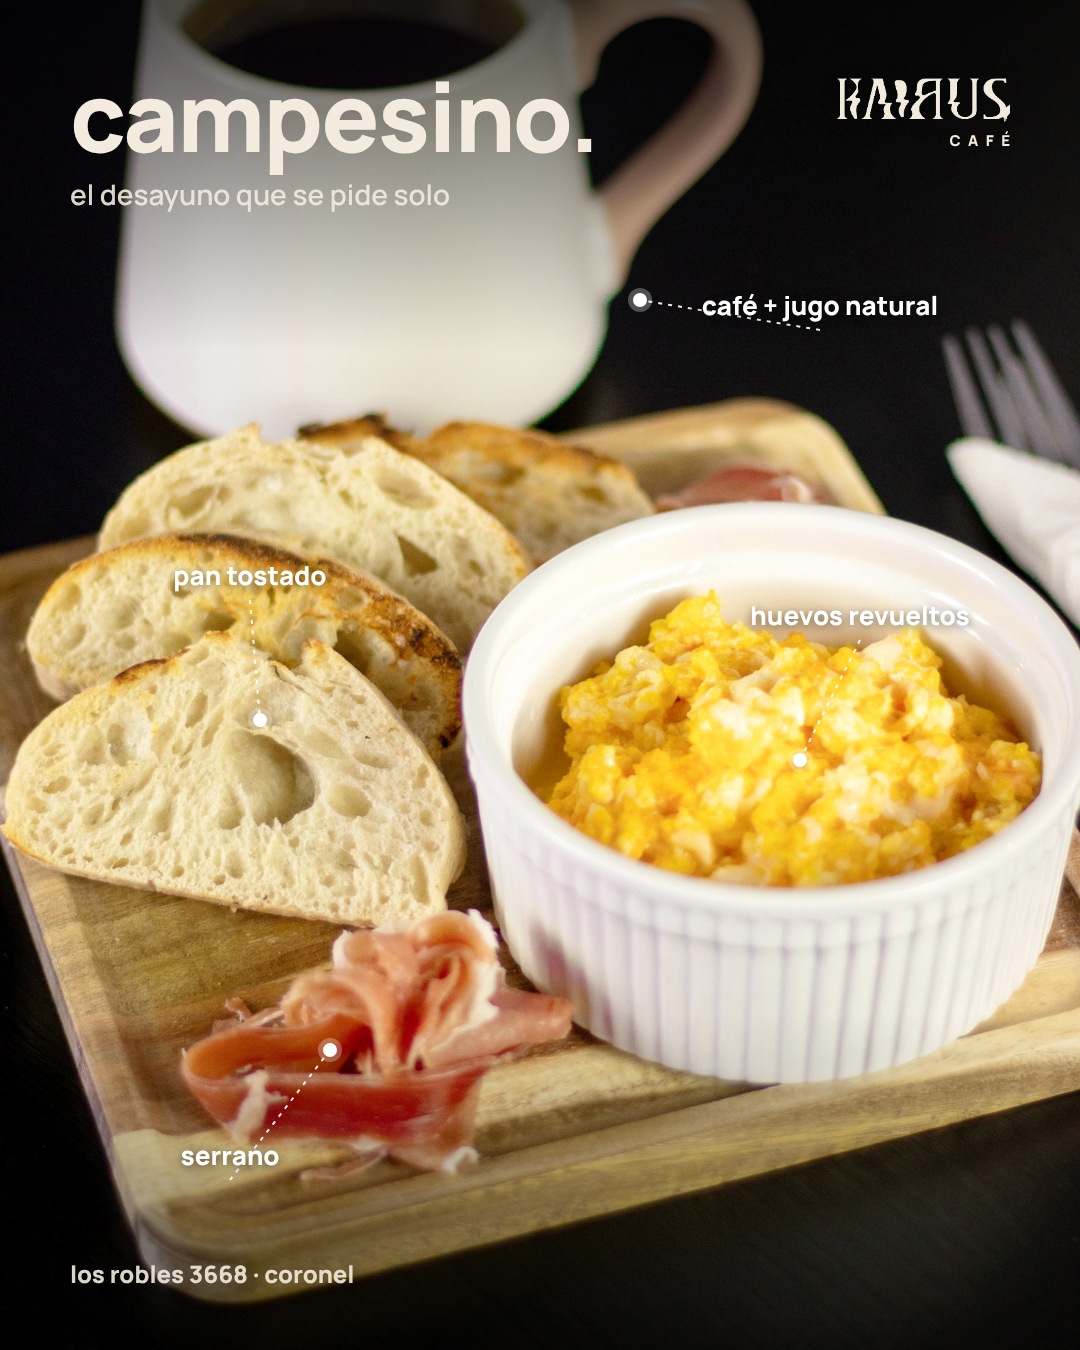 campesino.
KAIRUS
CAFÉ
el desayuno que se pide solo
café + jugo natural
pan tostado
huevos revueltos
serrano
los robles 3668 · coronel